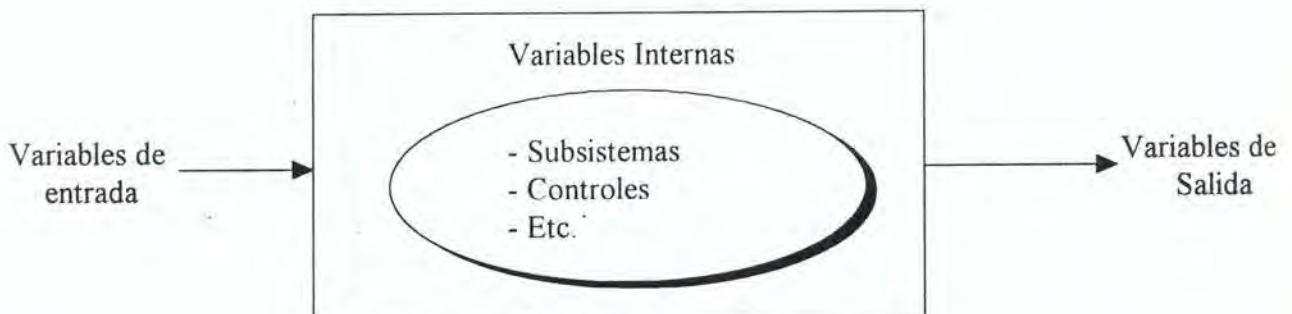 Variables Internas
Variables de
entrada
- Subsistemas
- Controles
- Etc.
Variables de
Salida